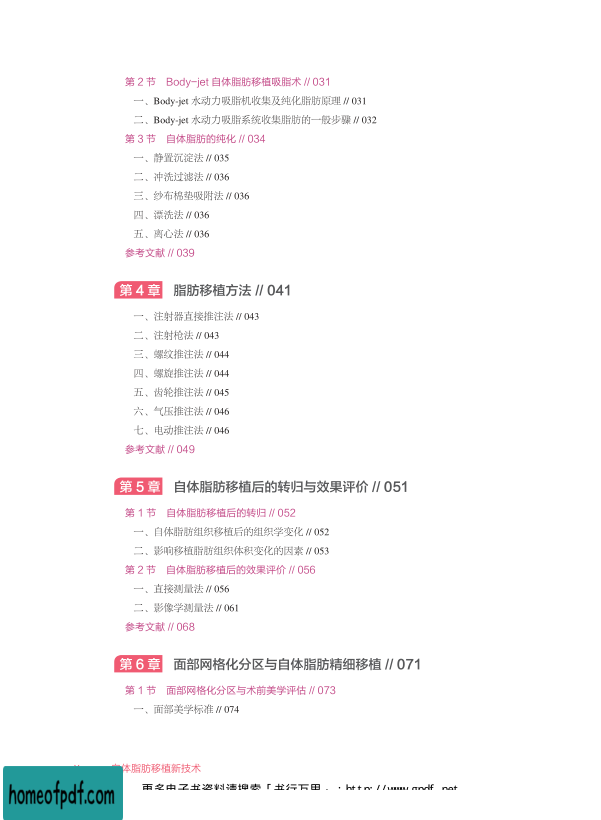 第 2 节 Body-jet 自体脂肪移植吸脂术 // 031
一、Body-jet 水动力吸脂机收集及纯化脂肪原理 // 031
二、Body-jet 水动力吸脂系统收集脂肪的一般步骤 // 032
第 3 节 自体脂肪的纯化 // 034
一、静置沉淀法 // 035
二、冲洗过滤法 // 036
三、纱布棉垫吸附法 // 036
四、漂洗法 // 036
五、离心法 // 036
参考文献 // 039
第 4 章 脂肪移植方法 // 041
一、注射器直接推注法 // 043
二、注射枪法 // 043
三、螺纹推注法 // 044
四、螺旋推注法 // 044
五、齿轮推注法 // 045
六、气压推注法 // 046
七、电动推注法 // 046
参考文献 // 049
第 5 章 自体脂肪移植后的转归与效果评价 // 051
第 1 节 自体脂肪移植后的转归 // 052
一、自体脂肪组织移植后的组织学变化 // 052
二、影响移植脂肪组织体积变化的因素 // 053
第 2 节 自体脂肪移植后的效果评价 // 056
一、直接测量法 // 056
二、影像学测量法 // 061
参考文献 // 068
第 6 章 面部网格化分区与自体脂肪精细移植 // 071
第 1 节 面部网格化分区与术前美学评估 // 073
一、面部美学标准 // 074
自体脂肪移植新技术
homeofpdf.com
更多电子书资料请搜索「书行万里」：http://www.gpdf.net